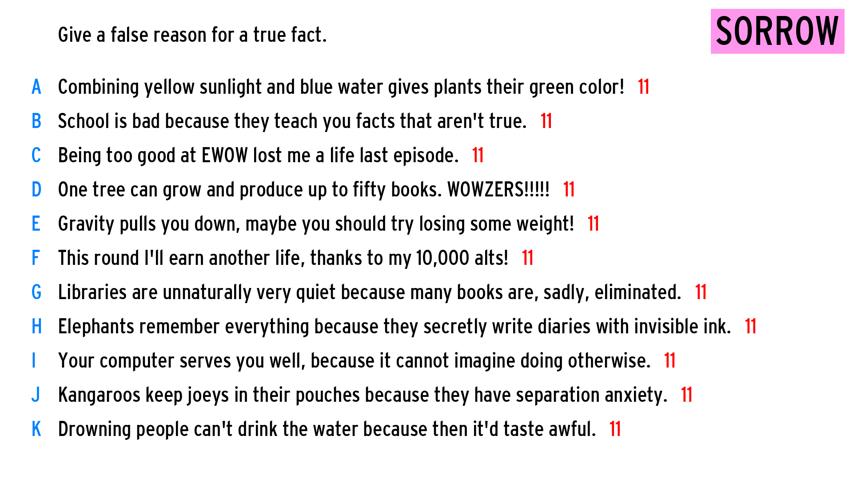 Give a false reason for a true fact.
SORROW
A Combining yellow sunlight and blue water gives plants their green color! 11
B School is bad because they teach you facts that aren't true. 11
C Being too good at EWOW lost me a life last episode. 11
D One tree can grow and produce up to fifty books. WOWZERS!!!!! 11
E Gravity pulls you down, maybe you should try losing some weight! 11
F This round I'll earn another life, thanks to my 10,000 alts! 11
G Libraries are unnaturally very quiet because many books are, sadly, eliminated. 11
H Elephants remember everything because they secretly write diaries with invisible ink. 11
I Your computer serves you well, because it cannot imagine doing otherwise. 11
J Kangaroos keep joeys in their pouches because they have separation anxiety. 11
K Drowning people can't drink the water because then it'd taste awful. 11